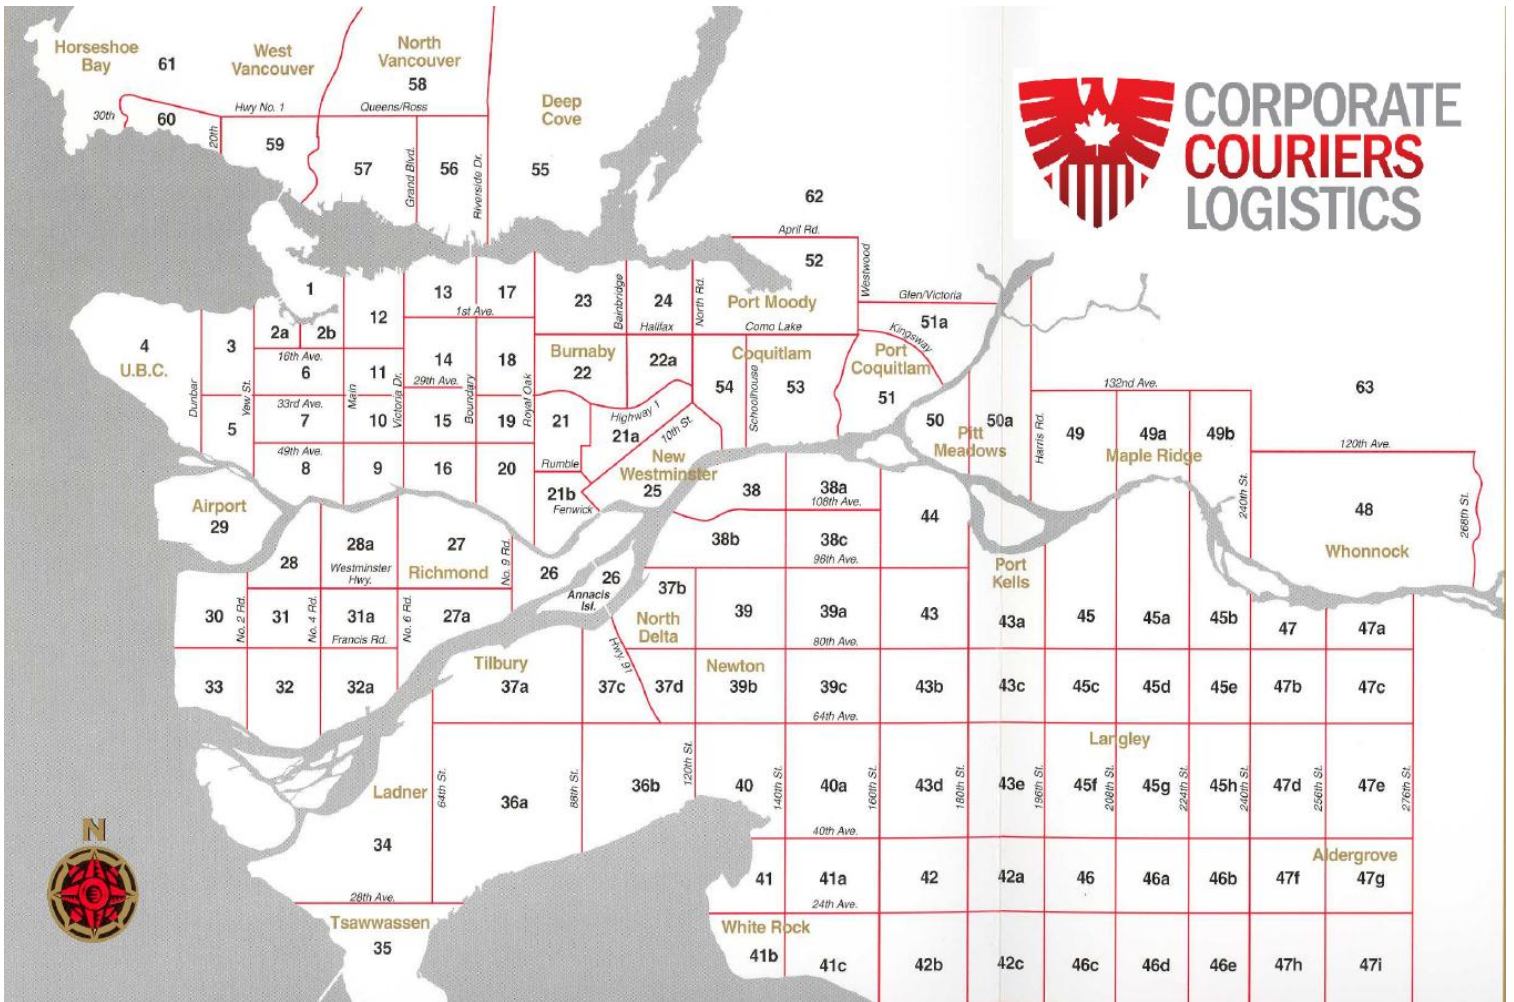 Horseshoe
Bay
61
West
Vancouver
North
Vancouver
58
Hwy No. 1
Queens/Ross
Deep
Cove
30th
60
20th
59
57
Grand Blvd.
56
Riverside Dr.
55
62
CORPORATE
COURIERS
LOGISTICS
April Rd.
52
Westwood
Port Moody
Glen/Victoria
51a
Kingsway
1
12
13
17
1st Ave.
23
Bainbridge
24
Halifax
North Rd.
Como Lake
4
U.B.C.
3
2a
2b
16th Ave.
6
11
14
29th Ave.
18
Burnaby
22
22a
Coquitlam
54
Schoolhouse
53
Port
Coquitlam
51
132nd Ave.
63
Dunbar
Yew St.
33rd Ave.
Main
Victoria Dr.
Boundary
Royal Oak
5
7
10
15
19
21
Highway 1
21a
10th St.
50
50a
Pitt
Meadows
Harris Rd.
49
49a
49b
Maple Ridge
120th Ave.
49th Ave.
8
9
16
20
Rumble
New
Westminster
25
21b
Fenwick
38
38a
108th Ave.
44
240th St.
48
268th St.
Whonnock
Airport
29
28
28a
Westminster
Hwy.
27
Richmond
No. 9 Rd.
26
26
Annacis
Isl.
38b
38c
96th Ave.
Port
Kells
30
No. 2 Rd.
31
No. 4 Rd.
31a
Francis Rd.
No. 6 Rd.
27a
37b
North
Delta
39
39a
80th Ave.
43
43a
45
45a
45b
47
47a
Hwy. 91
33
32
32a
Tilbury
37a
37c
37d
Newton
39b
39c
64th Ave.
43b
43c
45c
45d
45e
47b
47c
Langley
Ladner
64th St.
36a
88th St.
36b
120th St.
40
140th St.
40a
160th St.
43d
180th St.
43e
196th St.
45f
208th St.
45g
224th St.
45h
240th St.
47d
256th St.
47e
276th St.
40th Ave.
N
34
28th Ave.
41
41a
24th Ave.
42
42a
46
46a
46b
47f
Aldergrove
47g
Tsawwassen
35
White Rock
41b
41c
42b
42c
46c
46d
46e
47h
47i